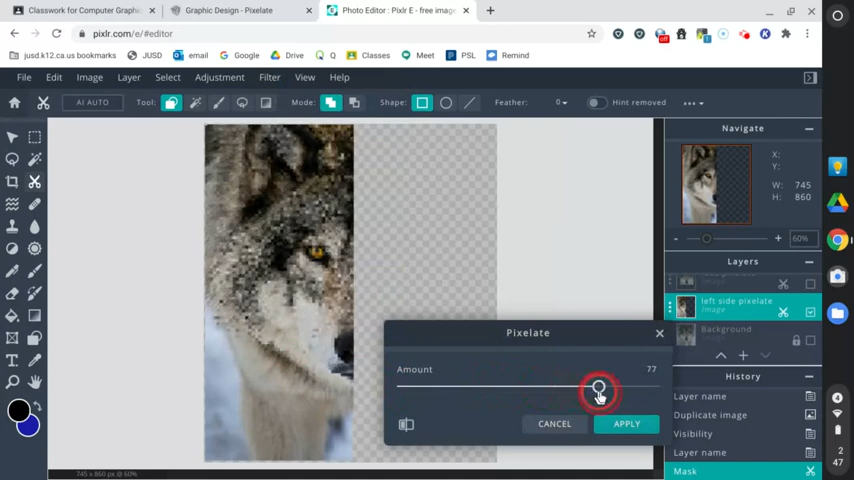 Classwork for Computer Graphic
Graphic Design - Pixelate
Photo Editor : Pixlr E - free imag
pixlr.com/e/#editor
jusd.k12.ca.us bookmarks
JUSD
email
Google
Drive
Q
Classes
Meet
PSL
Remind
off
1
K
File
Edit
Image
Layer
Select
Adjustment
Filter
View
Help
AI AUTO
Tool:
Mode:
Shape:
Feather:
0
Hint removed
Navigate
X:
Y:
W: 745
H: 860
60%
Layers
Image
left side pixelate
Image
Background
Image
Pixelate
Amount
77
CANCEL
APPLY
History
Layer name
Duplicate image
Visibility
Layer name
Mask
745 x 860 px @ 60%
4
2
47